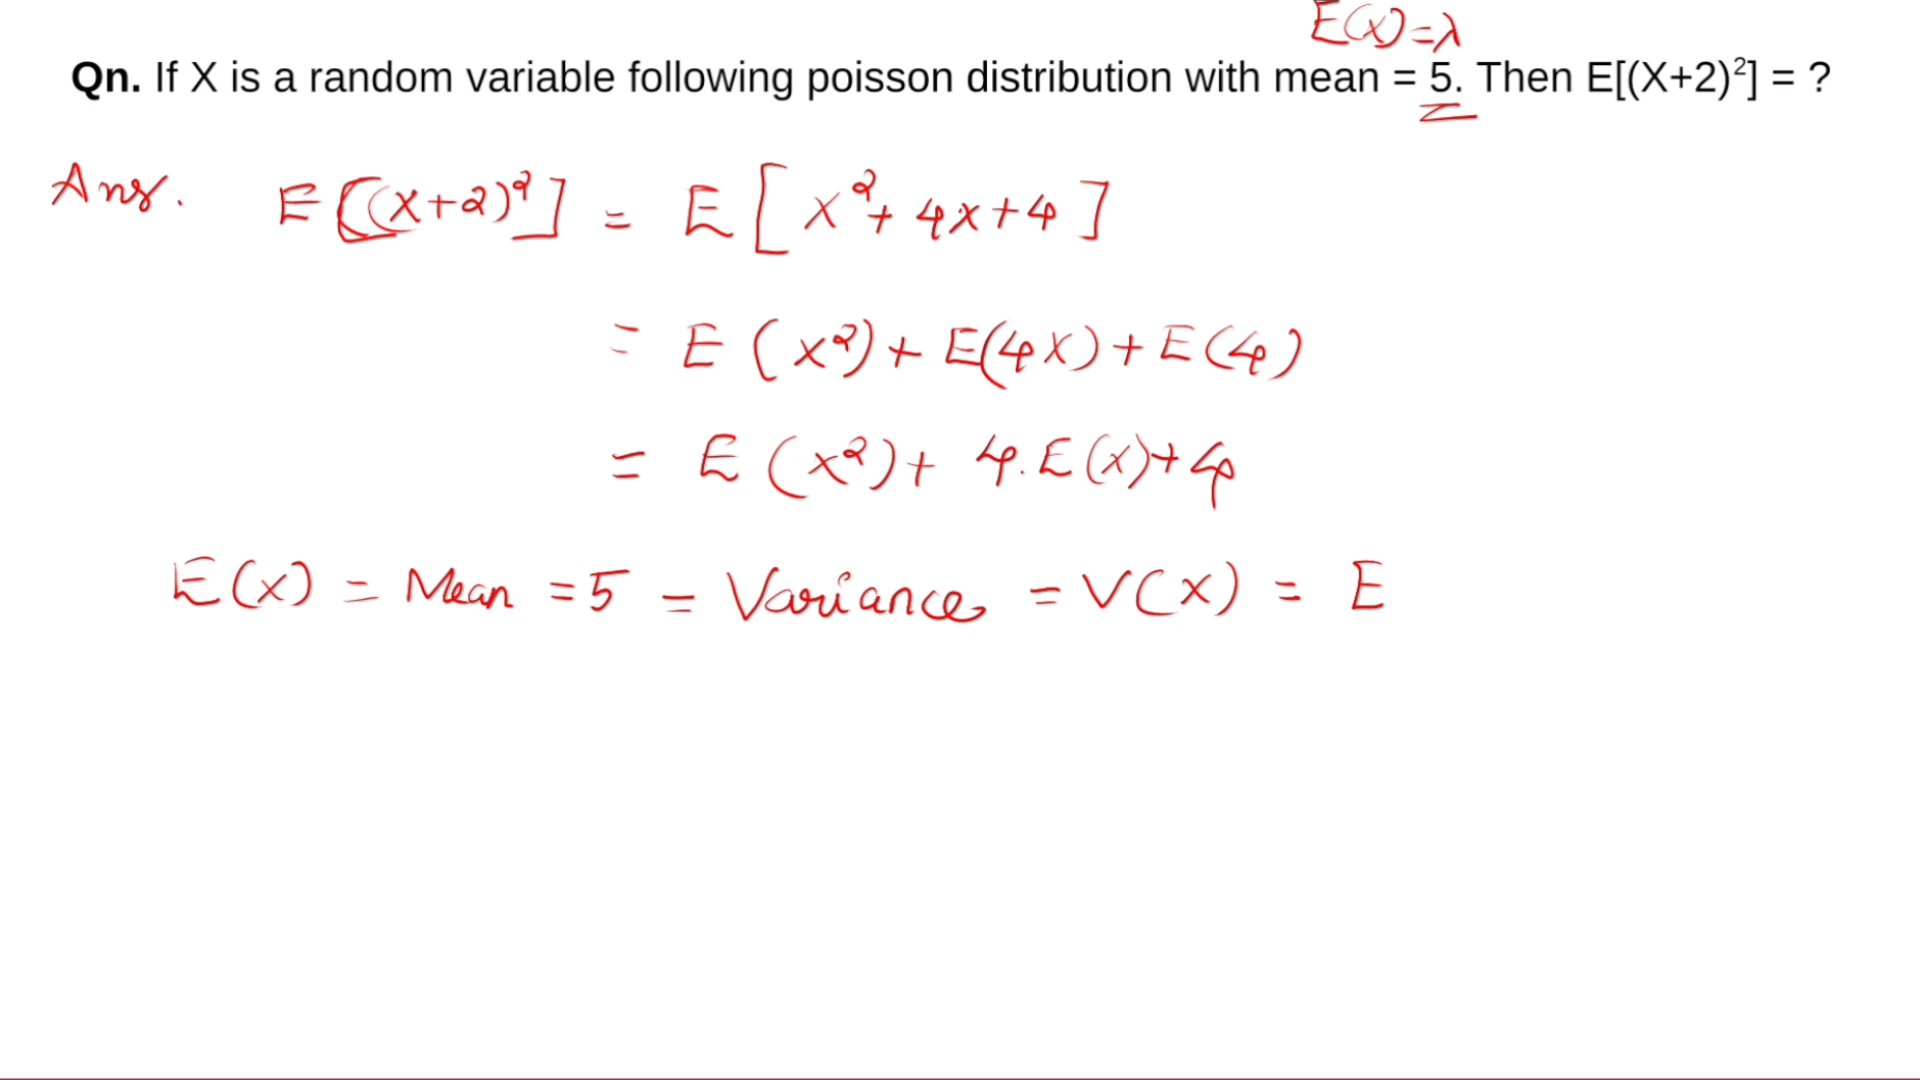 E(x)=λ
Qn. If X is a random variable following poisson distribution with mean = 5. Then E[(X+2)²] = ?
Ans. E[(x+2)²] = E[x²+ 4x+4]
= E(x²)+ E(4x)+E(4)
= E(x²)+ 4.E(x)+4
E(x) = Mean =5 = Variance = V(x) = E